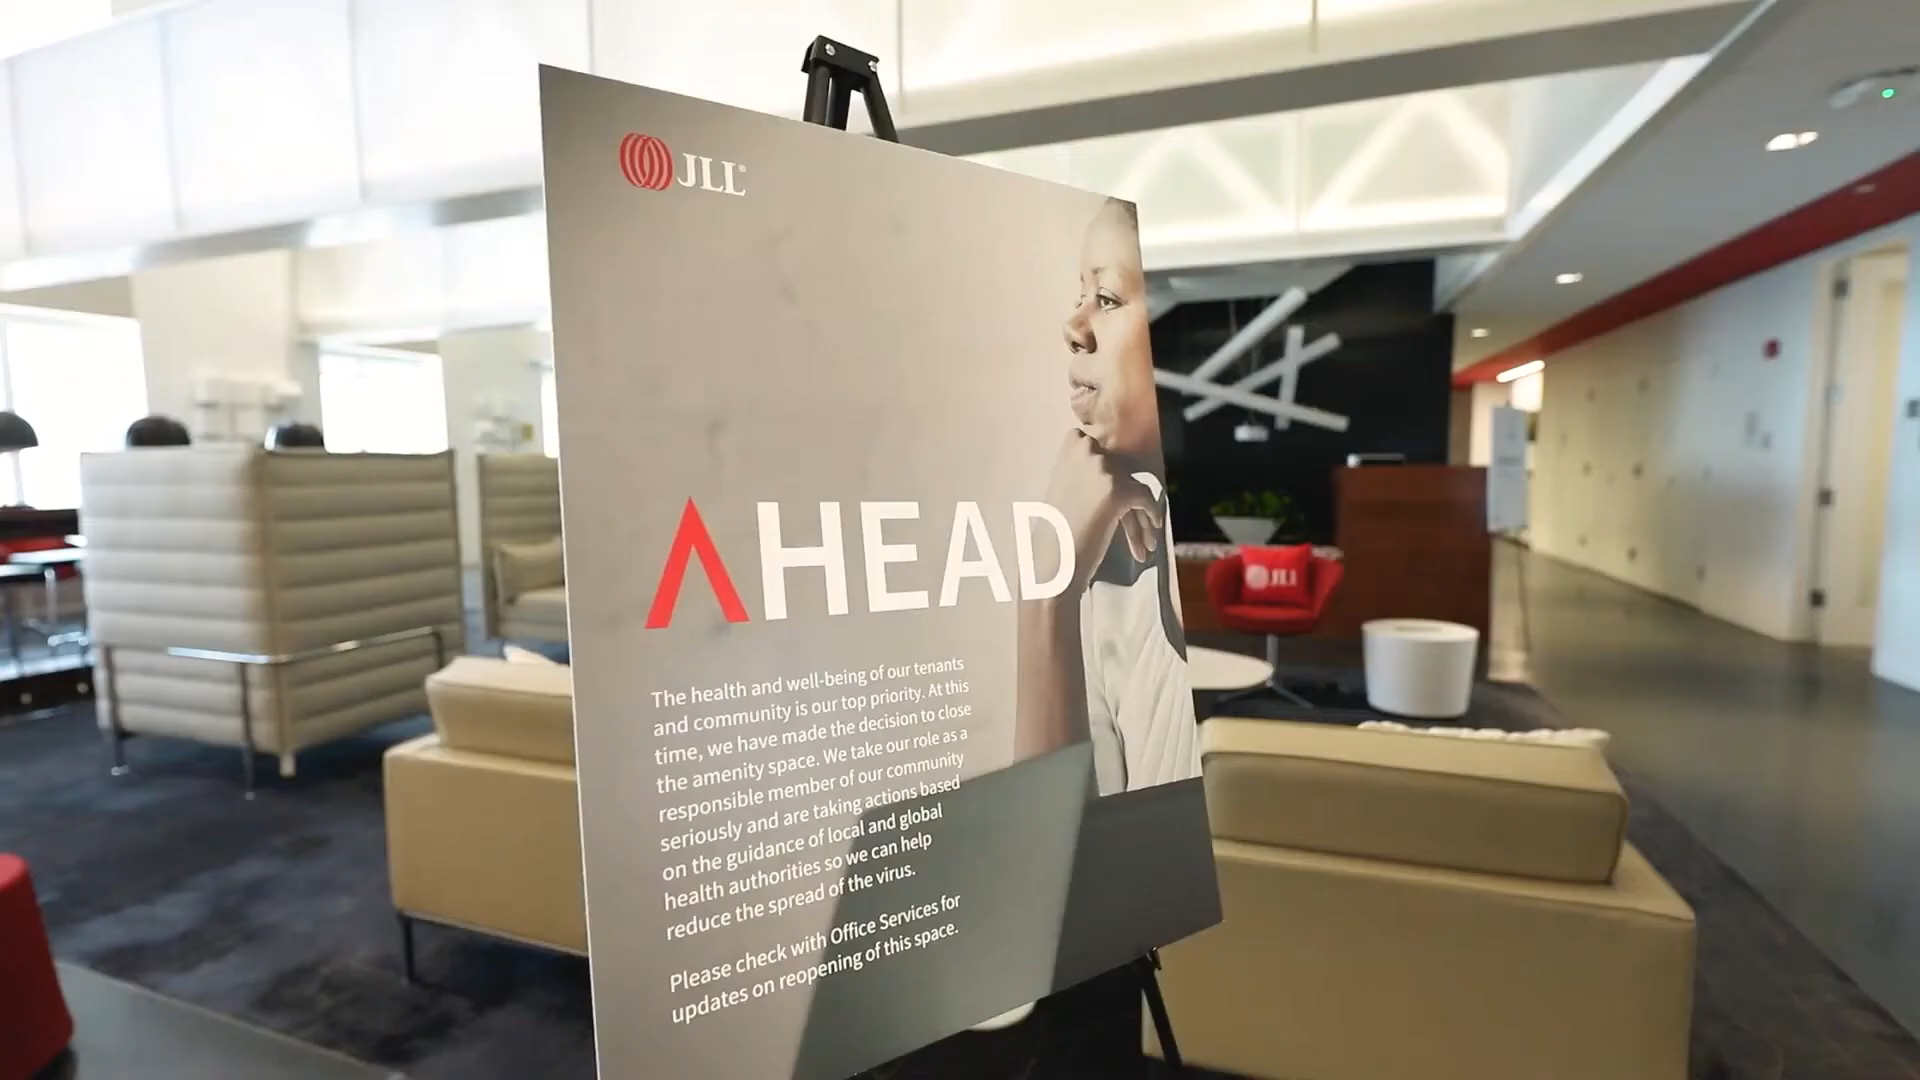 JLL®
AHEAD
The health and well-being of our tenants
and community is our top priority. At this
time, we have made the decision to close
the amenity space. We take our role as a
responsible member of our community
seriously and are taking actions based
on the guidance of local and global
health authorities so we can help
reduce the spread of the virus.
Please check with Office Services for
updates on reopening of this space.
JLL